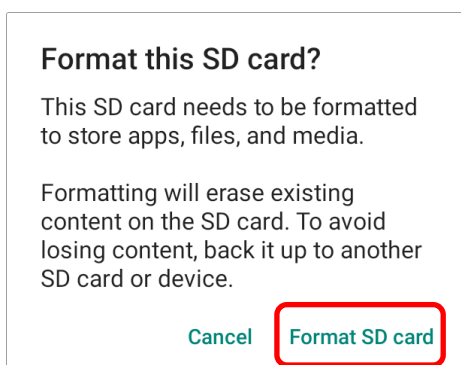 Format this SD card?
This SD card needs to be formatted
to store apps, files, and media.
Formatting will erase existing
content on the SD card. To avoid
losing content, back it up to another
SD card or device.
Cancel Format SD card